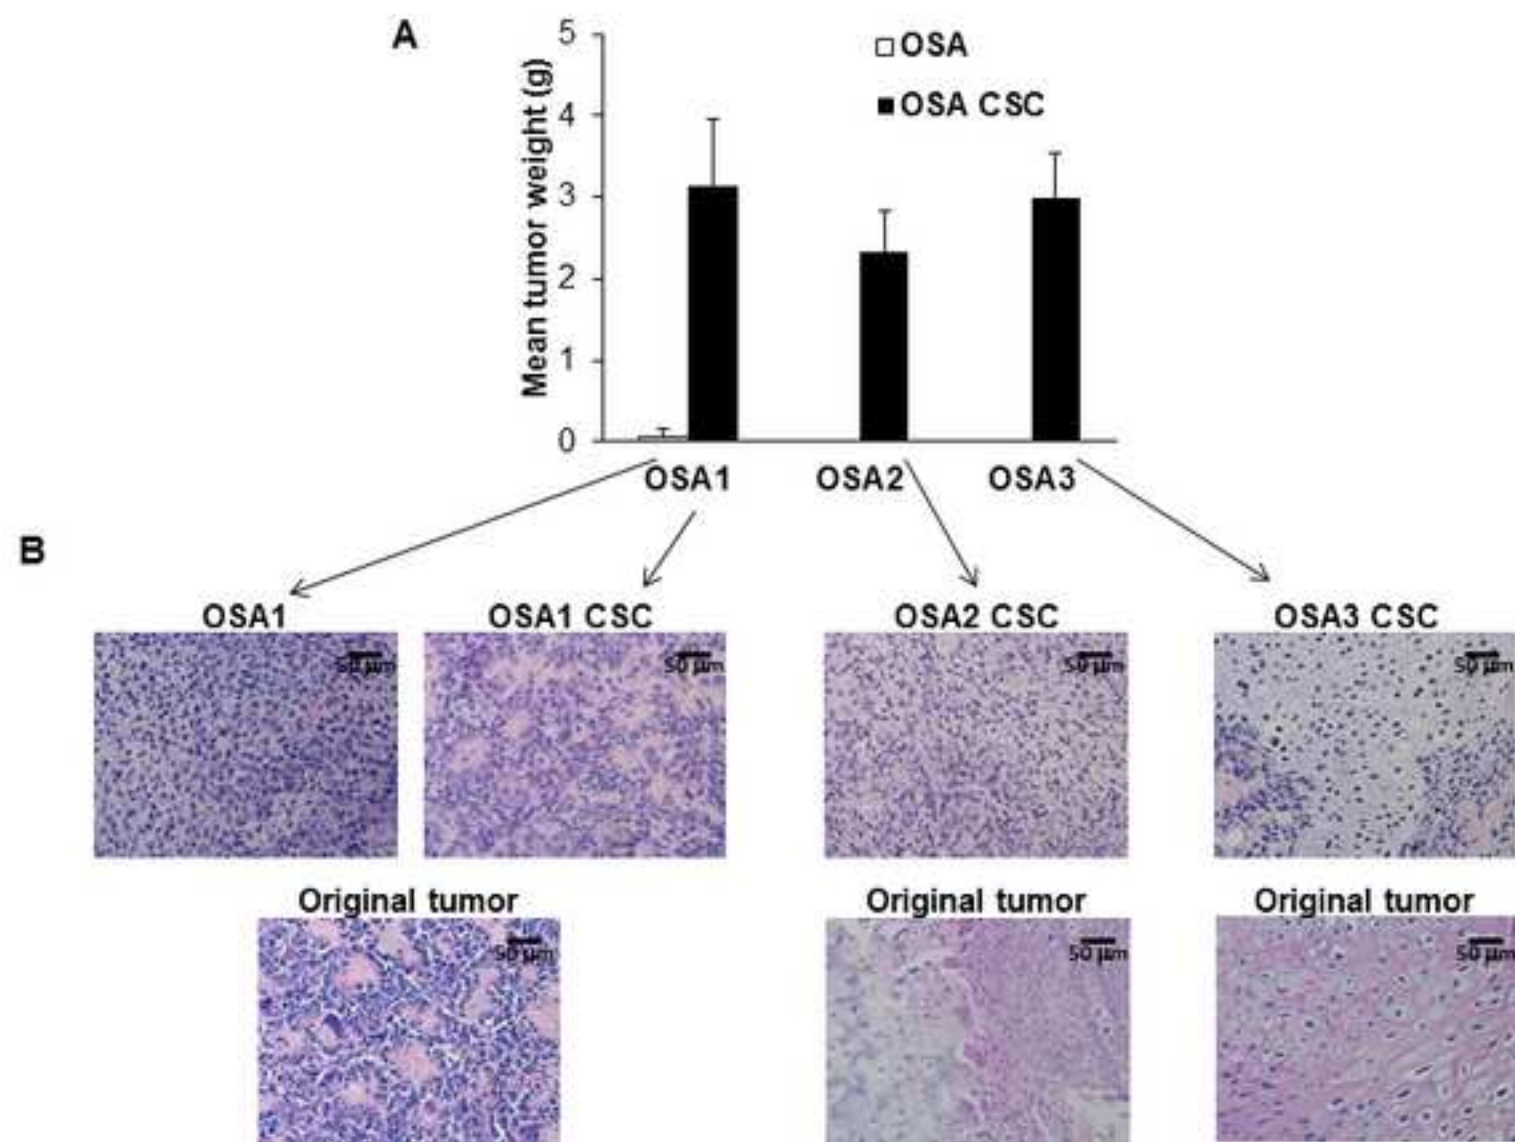 A
5
4
3
2
1
0
Mean tumor weight (g)
OSA
OSA CSC
OSA1 OSA2 OSA3
B
OSA1 OSA1 CSC OSA2 CSC OSA3 CSC
50 µm 50 µm 50 µm 50 µm
Original tumor Original tumor Original tumor
50 µm 50 µm 50 µm